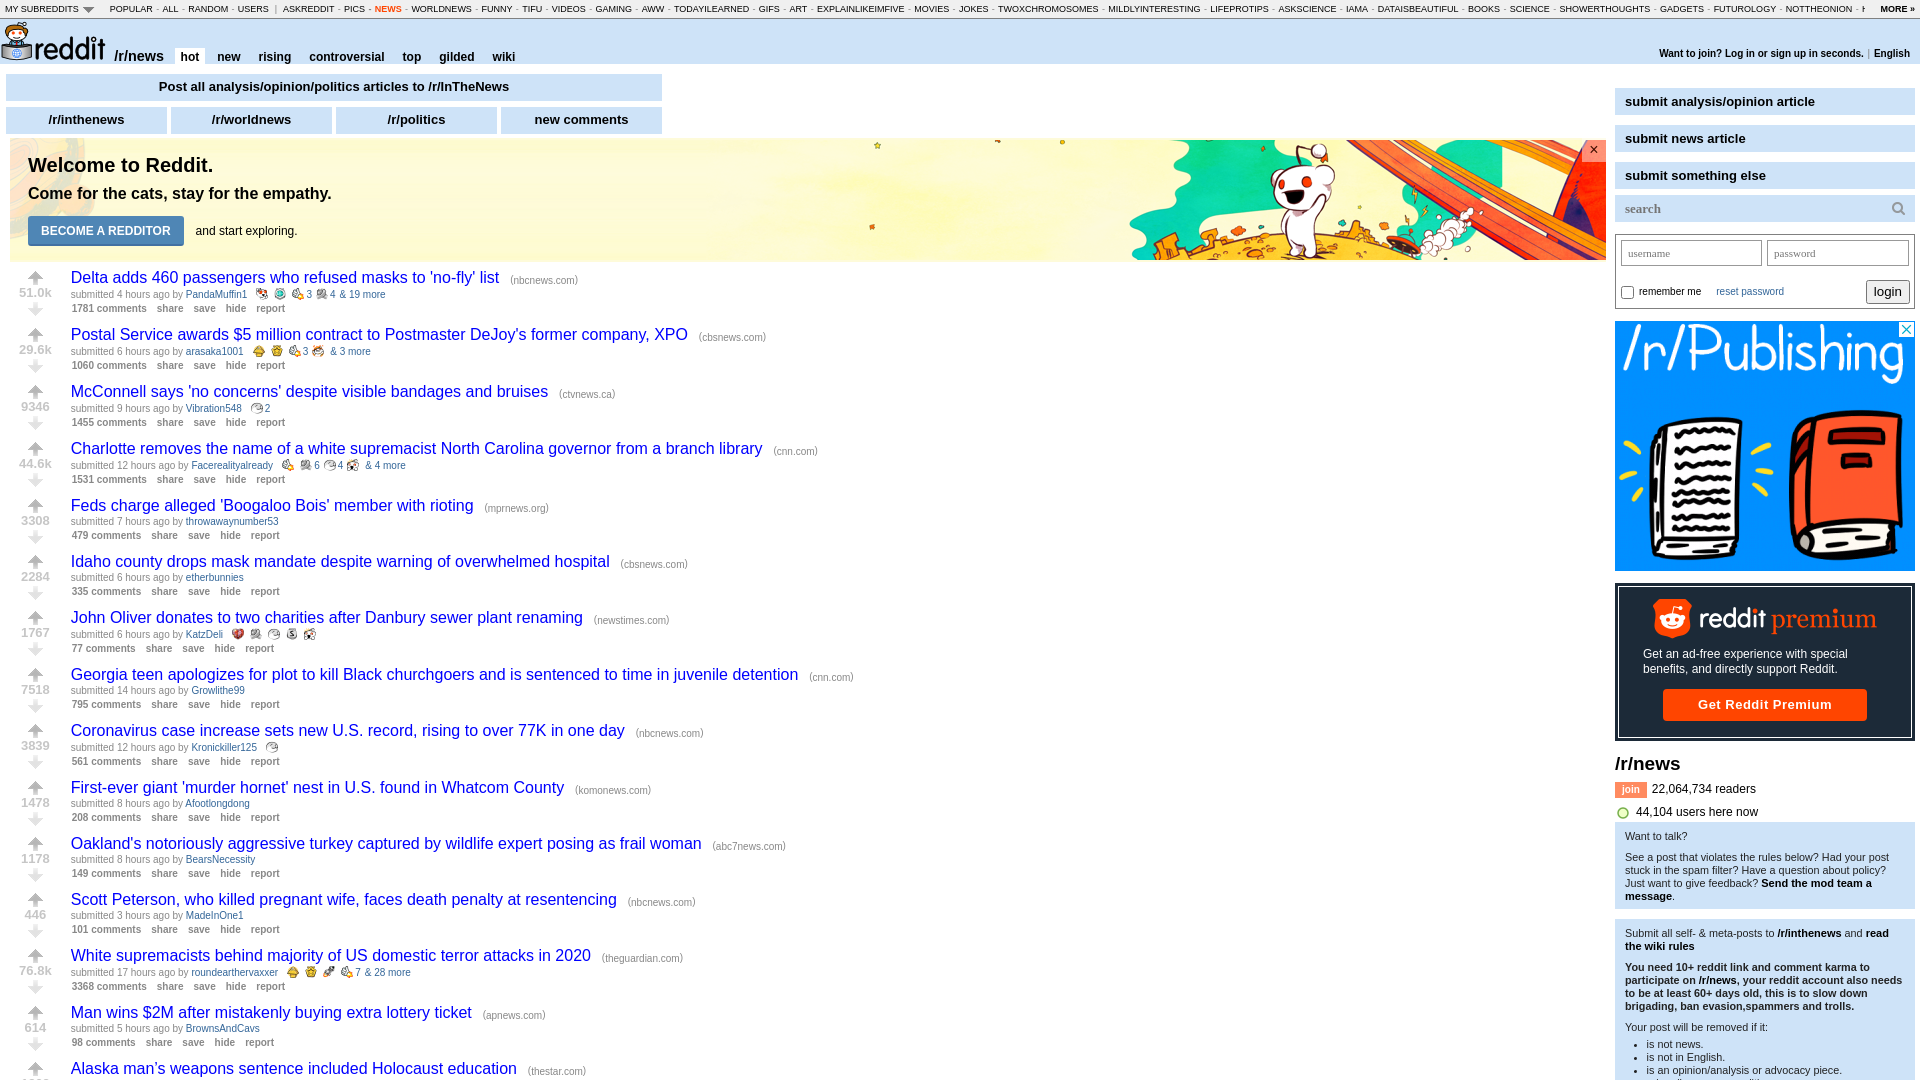 MY SUBREDDITS POPULAR - ALL - RANDOM - USERS | ASKREDDIT - PICS - NEWS - WORLDNEWS - FUNNY - TIFU - VIDEOS - GAMING - AWW - TODAYILEARNED - GIFS - ART - EXPLAINLIKEIMFIVE - MOVIES - JOKES - TWOXCHROMOSOMES - MILDLYINTERESTING - LIFEPROTIPS - ASKSCIENCE - IAMA - DATAISBEAUTIFUL - BOOKS - SCIENCE - SHOWERTHOUGHTS - GADGETS - FUTUROLOGY - NOTTHEONION - MORE »
reddit /r/news hot new rising controversial top gilded wiki
Want to join? Log in or sign up in seconds. | English
Post all analysis/opinion/politics articles to /r/InTheNews
/r/inthenews /r/worldnews /r/politics new comments
Welcome to Reddit.
Come for the cats, stay for the empathy.
BECOME A REDDITOR and start exploring.
×
Delta adds 460 passengers who refused masks to 'no-fly' list (nbcnews.com)
51.0k
submitted 4 hours ago by PandaMuffin1 3 4 & 19 more
1781 comments share save hide report
Postal Service awards $5 million contract to Postmaster DeJoy's former company, XPO (cbsnews.com)
29.6k
submitted 6 hours ago by arasaka1001 3 & 3 more
1060 comments share save hide report
McConnell says 'no concerns' despite visible bandages and bruises (ctvnews.ca)
9346
submitted 9 hours ago by Vibration548 2
1455 comments share save hide report
Charlotte removes the name of a white supremacist North Carolina governor from a branch library (cnn.com)
44.6k
submitted 12 hours ago by Facerealityalready 6 4 & 4 more
1531 comments share save hide report
Feds charge alleged 'Boogaloo Bois' member with rioting (mprnews.org)
3308
submitted 7 hours ago by throwawaynumber53
479 comments share save hide report
Idaho county drops mask mandate despite warning of overwhelmed hospital (cbsnews.com)
2284
submitted 6 hours ago by etherbunnies
335 comments share save hide report
John Oliver donates to two charities after Danbury sewer plant renaming (newstimes.com)
1767
submitted 6 hours ago by KatzDeli
77 comments share save hide report
Georgia teen apologizes for plot to kill Black churchgoers and is sentenced to time in juvenile detention (cnn.com)
7518
submitted 14 hours ago by Growlithe99
795 comments share save hide report
Coronavirus case increase sets new U.S. record, rising to over 77K in one day (nbcnews.com)
3839
submitted 12 hours ago by Kronickiller125
561 comments share save hide report
First-ever giant 'murder hornet' nest in U.S. found in Whatcom County (komonews.com)
1478
submitted 8 hours ago by Afootlongdong
208 comments share save hide report
Oakland's notoriously aggressive turkey captured by wildlife expert posing as frail woman (abc7news.com)
1178
submitted 8 hours ago by BearsNecessity
149 comments share save hide report
Scott Peterson, who killed pregnant wife, faces death penalty at resentencing (nbcnews.com)
446
submitted 3 hours ago by MadeInOne1
101 comments share save hide report
White supremacists behind majority of US domestic terror attacks in 2020 (theguardian.com)
76.8k
submitted 17 hours ago by roundearthervaxxer 7 & 28 more
3368 comments share save hide report
Man wins $2M after mistakenly buying extra lottery ticket (apnews.com)
614
submitted 5 hours ago by BrownsAndCavs
98 comments share save hide report
Alaska man’s weapons sentence included Holocaust education (thestar.com)
submit analysis/opinion article
submit news article
submit something else
search
username password
remember me reset password login
/r/Publishing
reddit premium
Get an ad-free experience with special
benefits, and directly support Reddit.
Get Reddit Premium
/r/news
join 22,064,734 readers
44,104 users here now
Want to talk?
See a post that violates the rules below? Had your post
stuck in the spam filter? Have a question about policy?
Just want to give feedback? Send the mod team a
message.
Submit all self- & meta-posts to /r/inthenews and read
the wiki rules
You need 10+ reddit link and comment karma to
participate on /r/news, your reddit account also needs
to be at least 60+ days old, this is to slow down
brigading, ban evasion,spammers and trolls.
Your post will be removed if it:
• is not news.
• is not in English.
• is an opinion/analysis or advocacy piece.